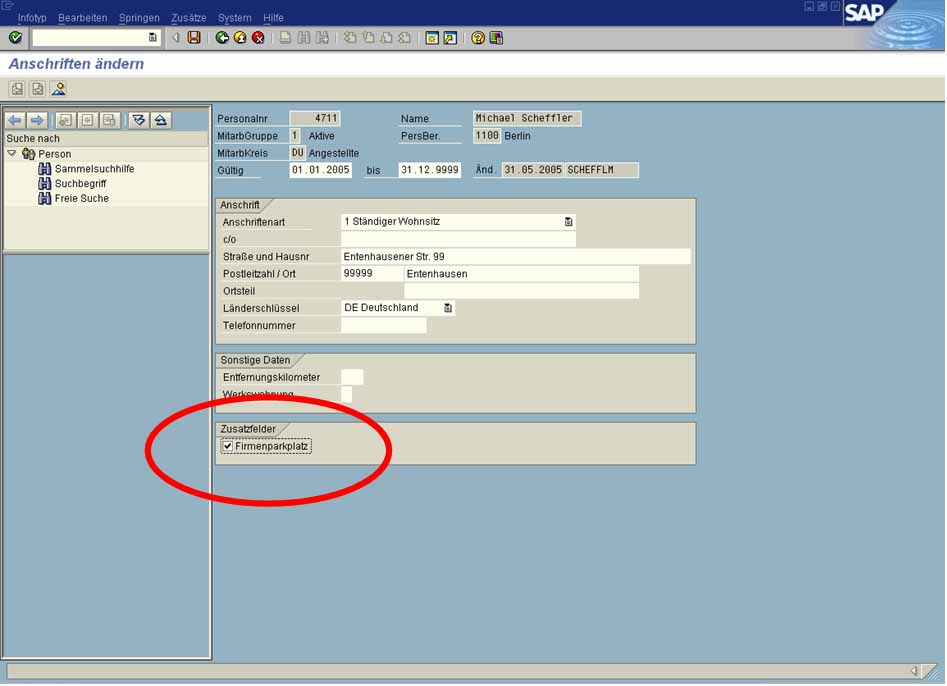 Infotyp Bearbeiten Springen Zusätze System Hilfe
SAP
Anschriften ändern
Suche nach
Person
Sammelsuchhilfe
Suchbegriff
Freie Suche
Personalnr 4711 Name Michael Scheffler
MitarbGruppe 1 Aktive PersBer. 1100 Berlin
MitarbKreis DU Angestellte
Gültig 01.01.2005 bis 31.12.9999 Änd. 31.05.2005 SCHEFFLM
Anschrift
Anschriftenart 1 Ständiger Wohnsitz
c/o
Straße und Hausnr Entenhausener Str. 99
Postleitzahl / Ort 99999 Entenhausen
Ortsteil
Länderschlüssel DE Deutschland
Telefonnummer
Sonstige Daten
Entfernungskilometer
Werkswohnung
Zusatzfelder
Firmenparkplatz